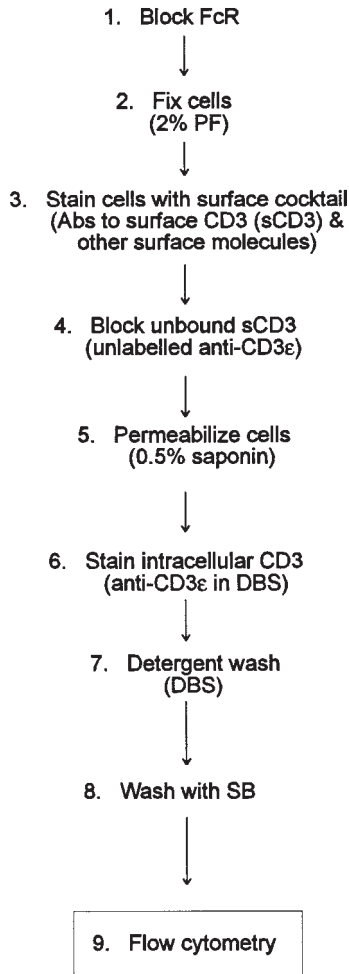 1. Block FcR
2. Fix cells
(2% PF)
3. Stain cells with surface cocktail
(Abs to surface CD3 (sCD3) &
other surface molecules)
4. Block unbound sCD3
(unlabelled anti-CD3ε)
5. Permeabilize cells
(0.5% saponin)
6. Stain intracellular CD3
(anti-CD3ε in DBS)
7. Detergent wash
(DBS)
8. Wash with SB
9. Flow cytometry